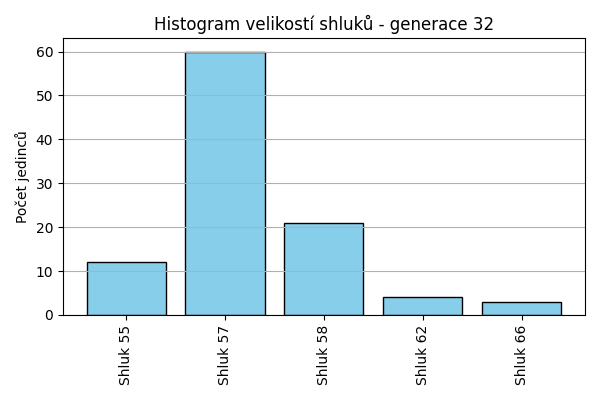 Histogram velikostí shluků - generace 32
Počet jedinců
60
50
40
30
20
10
0
Shluk 55
Shluk 57
Shluk 58
Shluk 62
Shluk 66